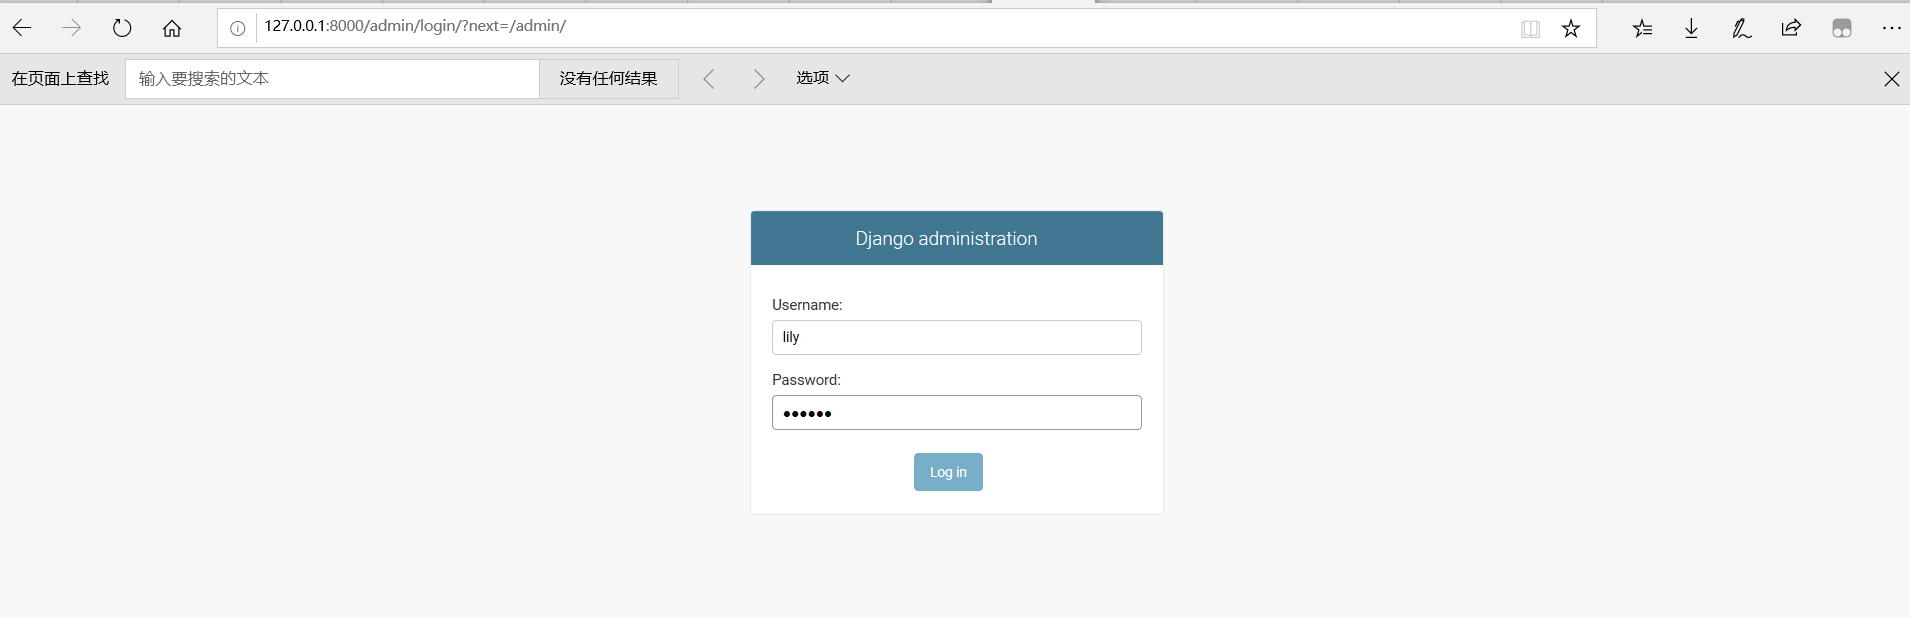 127.0.0.1:8000/admin/login/?next=/admin/
在页面上查找 输入要搜索的文本 没有任何结果 选项
Django administration
Username:
lily
Password:
••••••
Log in